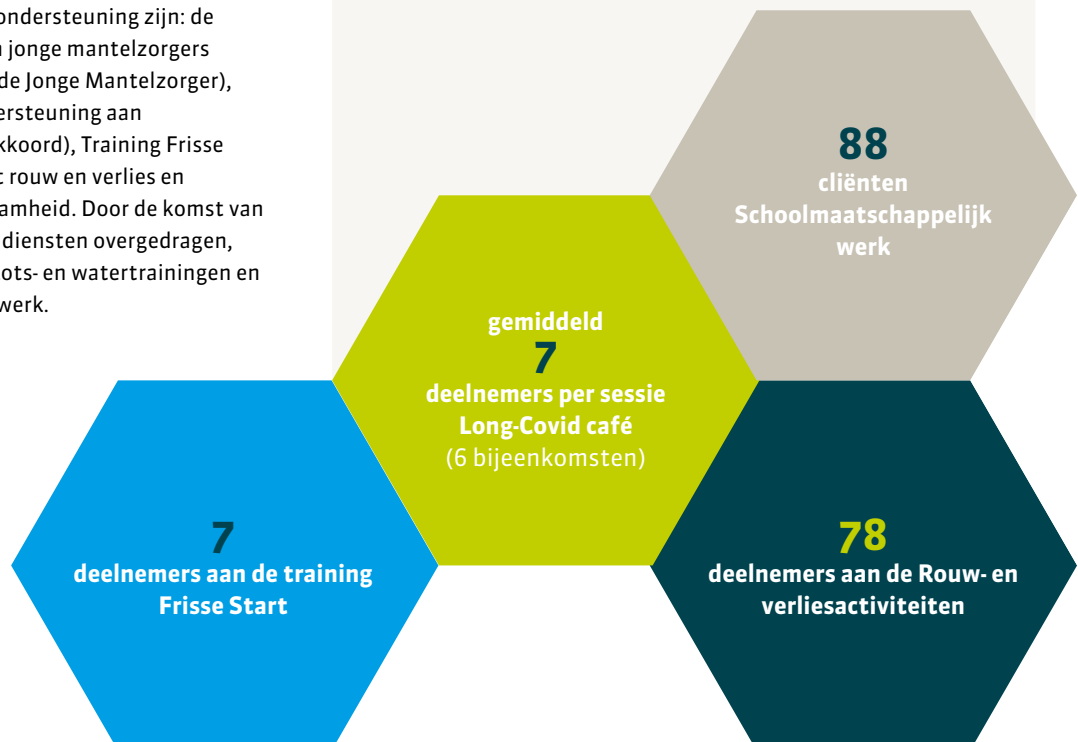 ondersteuning zijn: de
jonge mantelzorgers
de Jonge Mantelzorger),
ersteuning aan
kkoord), Training Frisse
rouw en verlies en
amheid. Door de komst van
diensten overgedragen,
ots- en watertrainingen en
werk.
88
cliënten
Schoolmaatschappelijk
werk
gemiddeld
7
deelnemers per sessie
Long-Covid café
(6 bijeenkomsten)
7
deelnemers aan de training
Frisse Start
78
deelnemers aan de Rouw- en
verliesactiviteiten